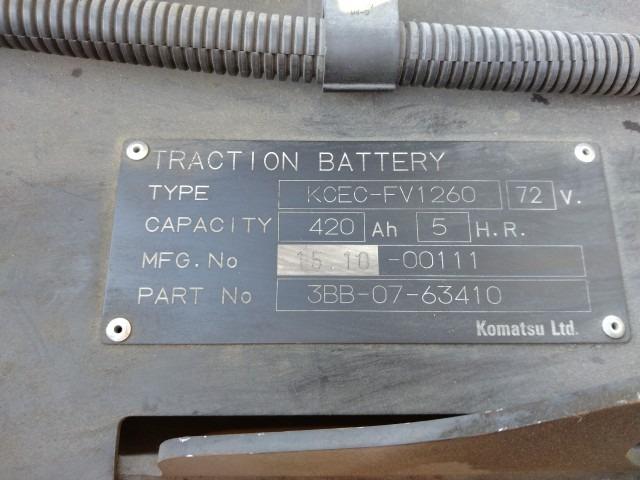 TRACTION BATTERY
TYPE KCEC-FV1260 72 V.
CAPACITY 420 Ah 5 H.R.
MFG.No 15.10 -00111
PART No 3BB-07-63410
Komatsu Ltd.